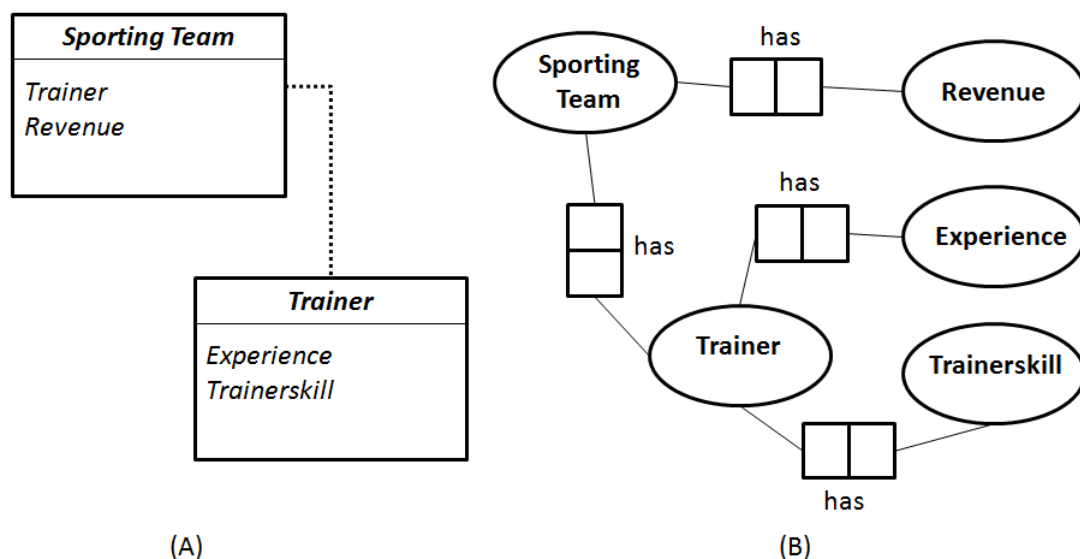 Sporting Team
Trainer
Revenue
Trainer
Experience
Trainerskill
(A)
Sporting
Team
has
Revenue
has
has
Experience
Trainer
Trainerskill
has
(B)